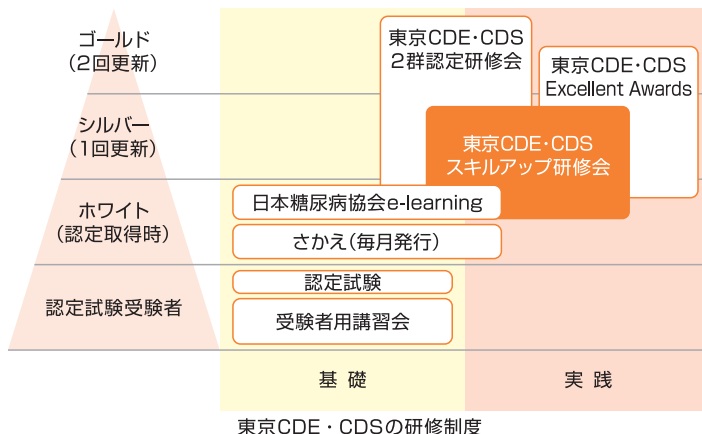 ゴールド
(2回更新)
シルバー
(1回更新)
ホワイト
(認定取得時)
認定試験受験者
東京CDE・CDS
2群認定研修会
東京CDE・CDS
Excellent Awards
東京CDE・CDS
スキルアップ研修会
日本糖尿病協会e-learning
さかえ(毎月発行)
認定試験
受験者用講習会
基 礎
実 践
東京CDE・CDSの研修制度